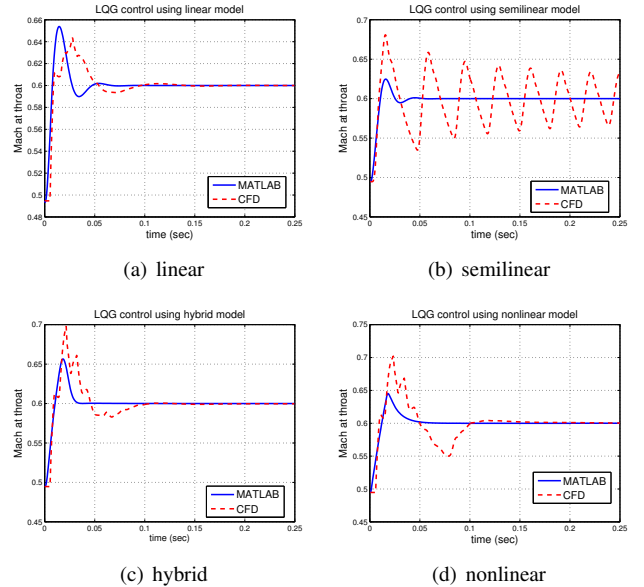 LQG control using linear model
0.66
0.64
0.62
0.6
0.58
0.56
0.54
0.52
0.5
0.48
Mach at throat
MATLAB
CFD
0 0.05 0.1 0.15 0.2 0.25
time (sec)
(a) linear
LQG control using semilinear model
0.7
0.65
0.6
0.55
0.5
0.45
Mach at throat
MATLAB
CFD
0 0.05 0.1 0.15 0.2 0.25
time (sec)
(b) semilinear
LQG control using hybrid model
0.7
0.65
0.6
0.55
0.5
0.45
Mach at throat
MATLAB
CFD
0 0.05 0.1 0.15 0.2 0.25
time (sec)
(c) hybrid
LQG control using nonlinear model
0.75
0.7
0.65
0.6
0.55
0.5
0.45
Mach at throat
MATLAB
CFD
0 0.05 0.1 0.15 0.2 0.25
time (sec)
(d) nonlinear